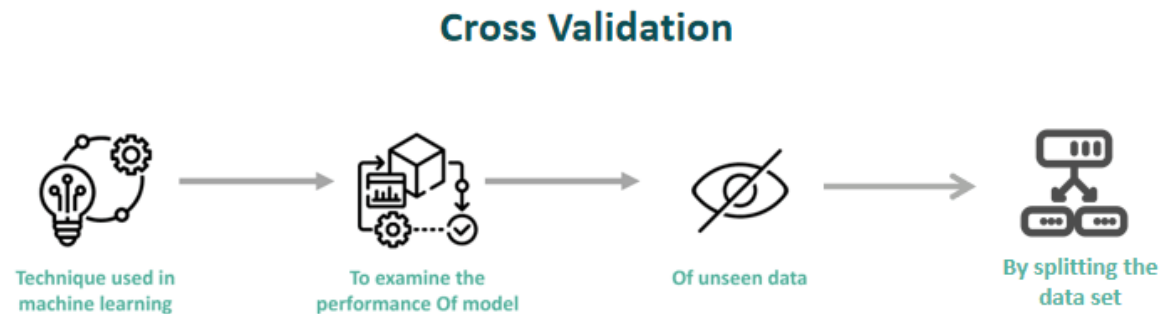 Cross Validation
Technique used in
machine learning
To examine the
performance Of model
Of unseen data
By splitting the
data set